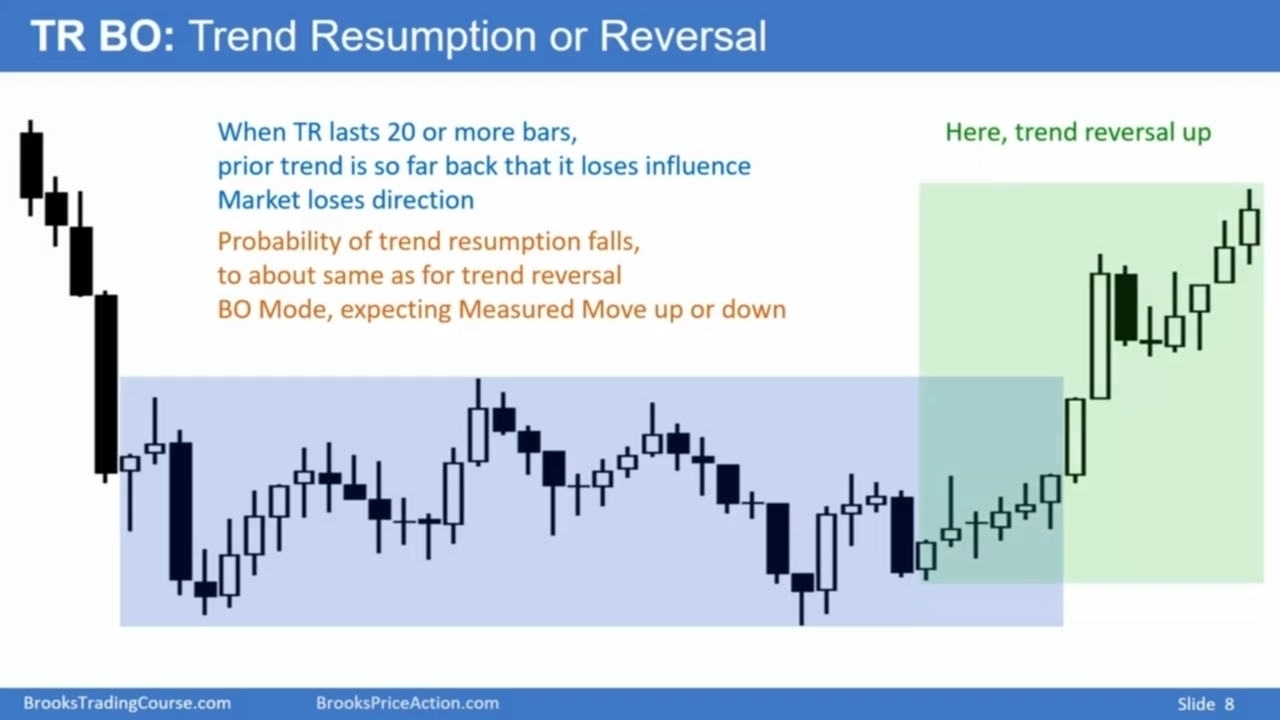 TR BO: Trend Resumption or Reversal
When TR lasts 20 or more bars,
prior trend is so far back that it loses influence
Market loses direction
Probability of trend resumption falls,
to about same as for trend reversal
BO Mode, expecting Measured Move up or down
Here, trend reversal up
BrooksTradingCourse.com
BrooksPriceAction.com
Slide 8